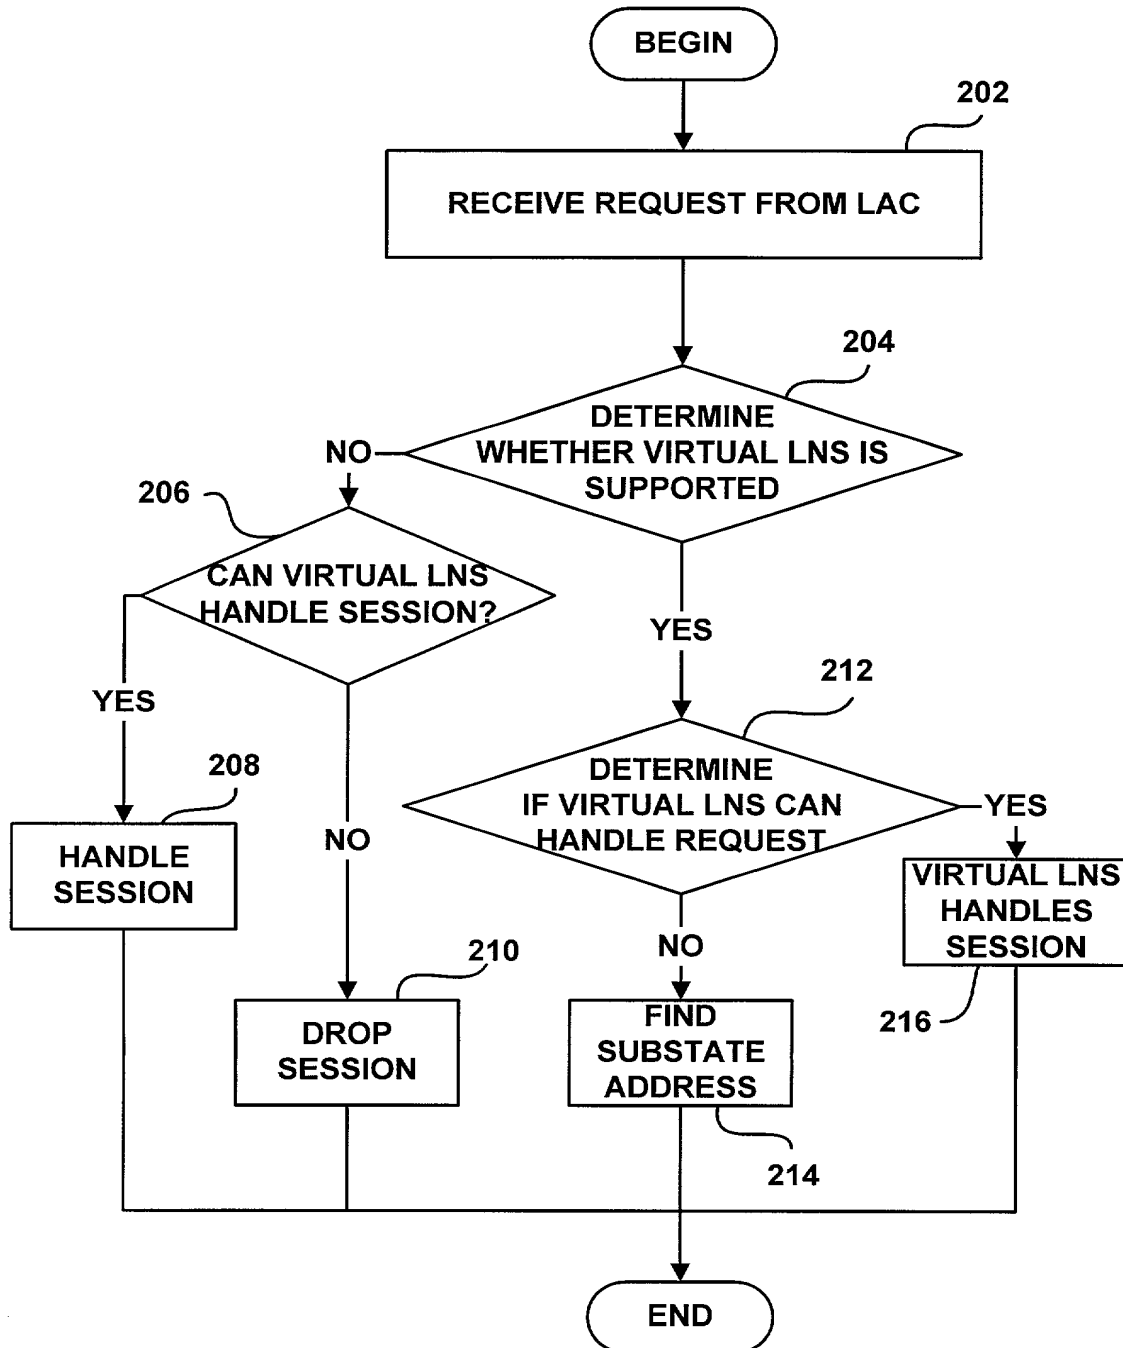 BEGIN
202
RECEIVE REQUEST FROM LAC
204
DETERMINE
WHETHER VIRTUAL LNS IS
SUPPORTED
NO
206
CAN VIRTUAL LNS
HANDLE SESSION?
YES
YES
212
DETERMINE
IF VIRTUAL LNS CAN
HANDLE REQUEST
YES
208
HANDLE
SESSION
NO
VIRTUAL LNS
HANDLES
SESSION
216
NO
210
DROP
SESSION
FIND
SUBSTATE
ADDRESS
214
END